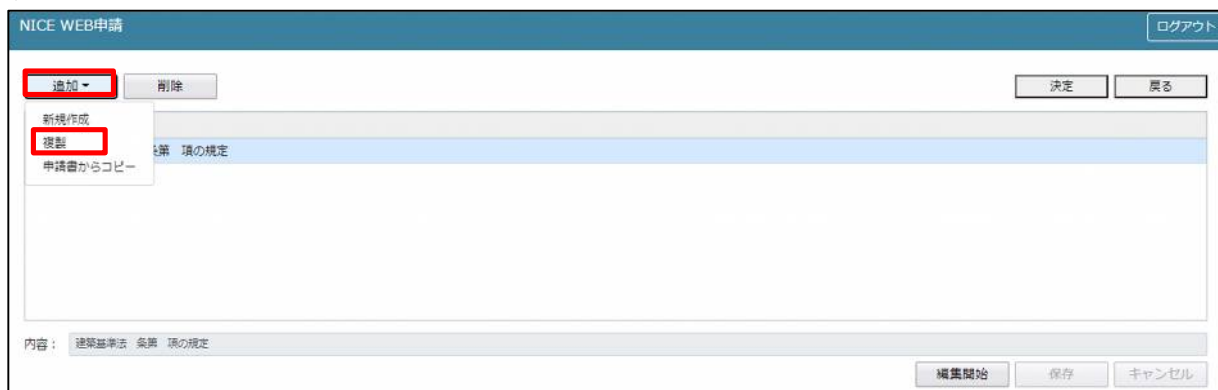 NICE WEB申請 ログアウト
追加 削除 決定 戻る
新規作成
複製
条第 項の規定
申請書からコピー
内容： 建築基準法 条第 項の規定
編集開始 保存 キャンセル